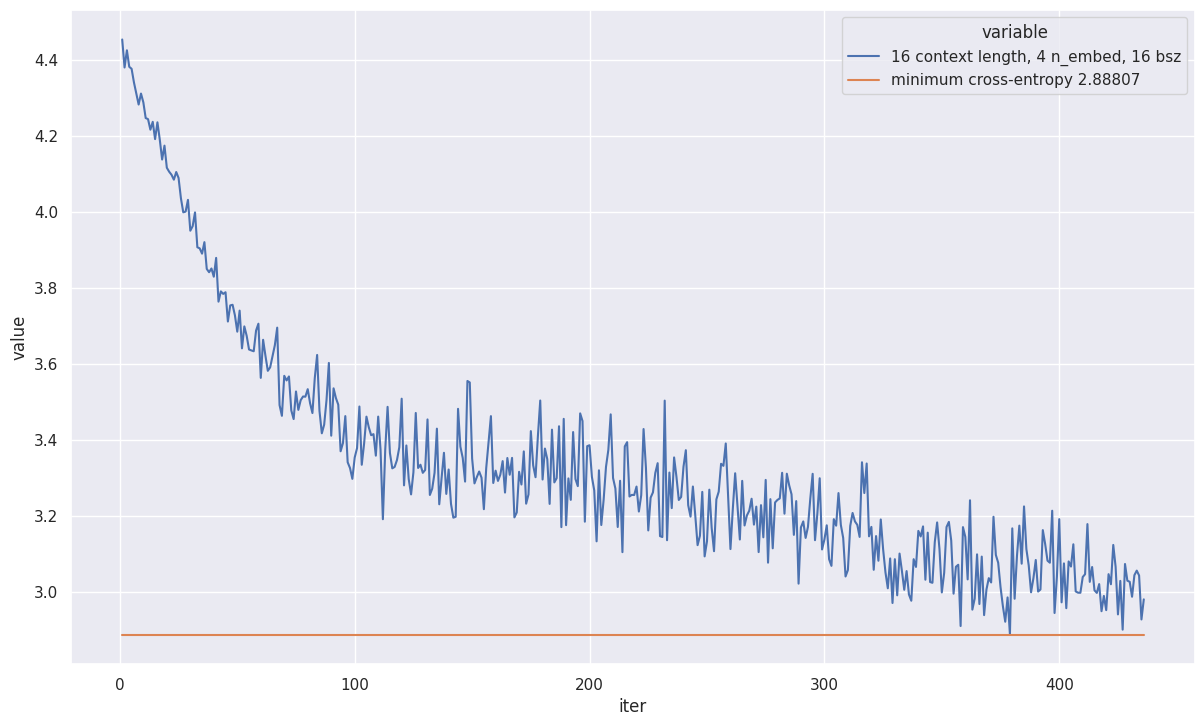 variable
16 context length, 4 n_embed, 16 bsz
minimum cross-entropy 2.88807
4.4
4.2
4.0
3.8
3.6
3.4
3.2
3.0
value
0 100 200 300 400
iter